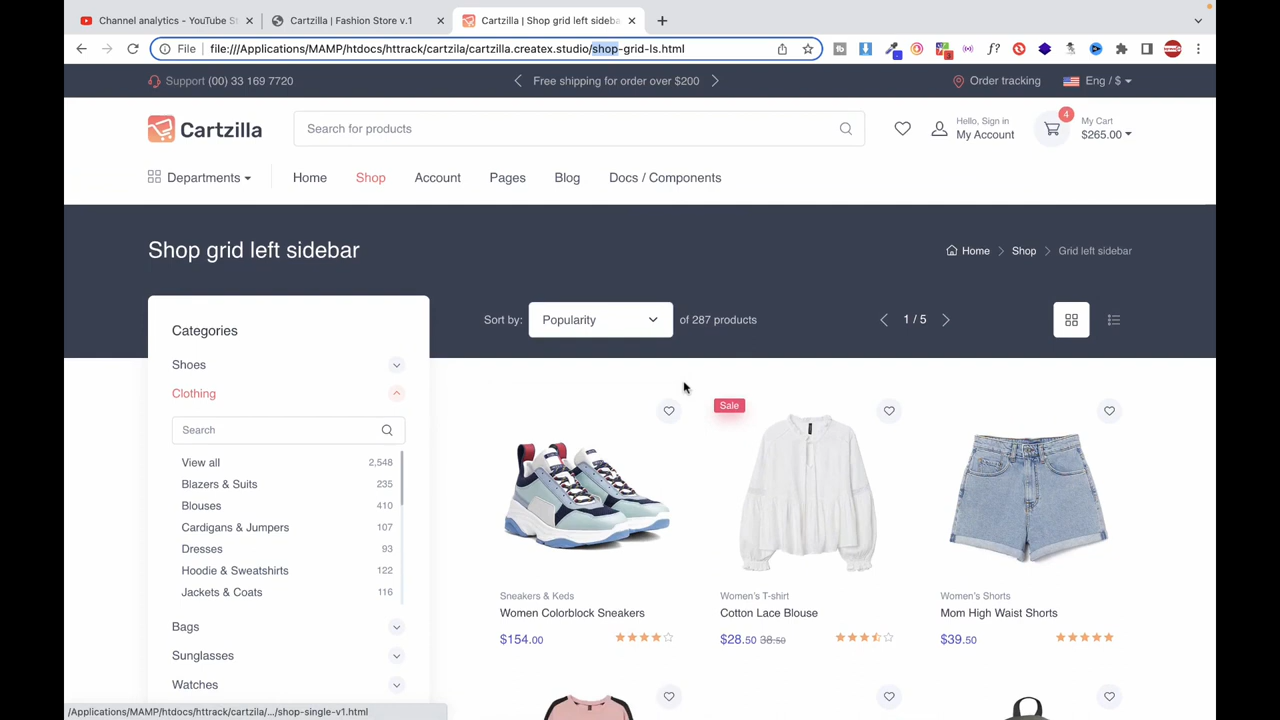 Channel analytics - YouTube S
Cartzilla | Fashion Store v.1
Cartzilla | Shop grid left sideba
File
file:///Applications/MAMP/htdocs/httrack/cartzila/cartzilla.createx.studio/shop-grid-ls.html
Support (00) 33 169 7720
Free shipping for order over $200
Order tracking
Eng / $
Cartzilla
Search for products
Hello, Sign in
My Account
4
My Cart
$265.00
Departments
Home
Shop
Account
Pages
Blog
Docs / Components
Shop grid left sidebar
Home
Shop
Grid left sidebar
Categories
Sort by:
Popularity
of 287 products
1 / 5
Shoes
Clothing
Search
View all 2,548
Blazers & Suits 235
Blouses 410
Cardigans & Jumpers 107
Dresses 93
Hoodie & Sweatshirts 122
Jackets & Coats 116
Bags
Sunglasses
Watches
Sneakers & Keds
Women Colorblock Sneakers
$154.00
Sale
Women's T-shirt
Cotton Lace Blouse
$28.50 38.50
Women's Shorts
Mom High Waist Shorts
$39.50
/Applications/MAMP/htdocs/httrack/cartzila/.../shop-single-v1.html